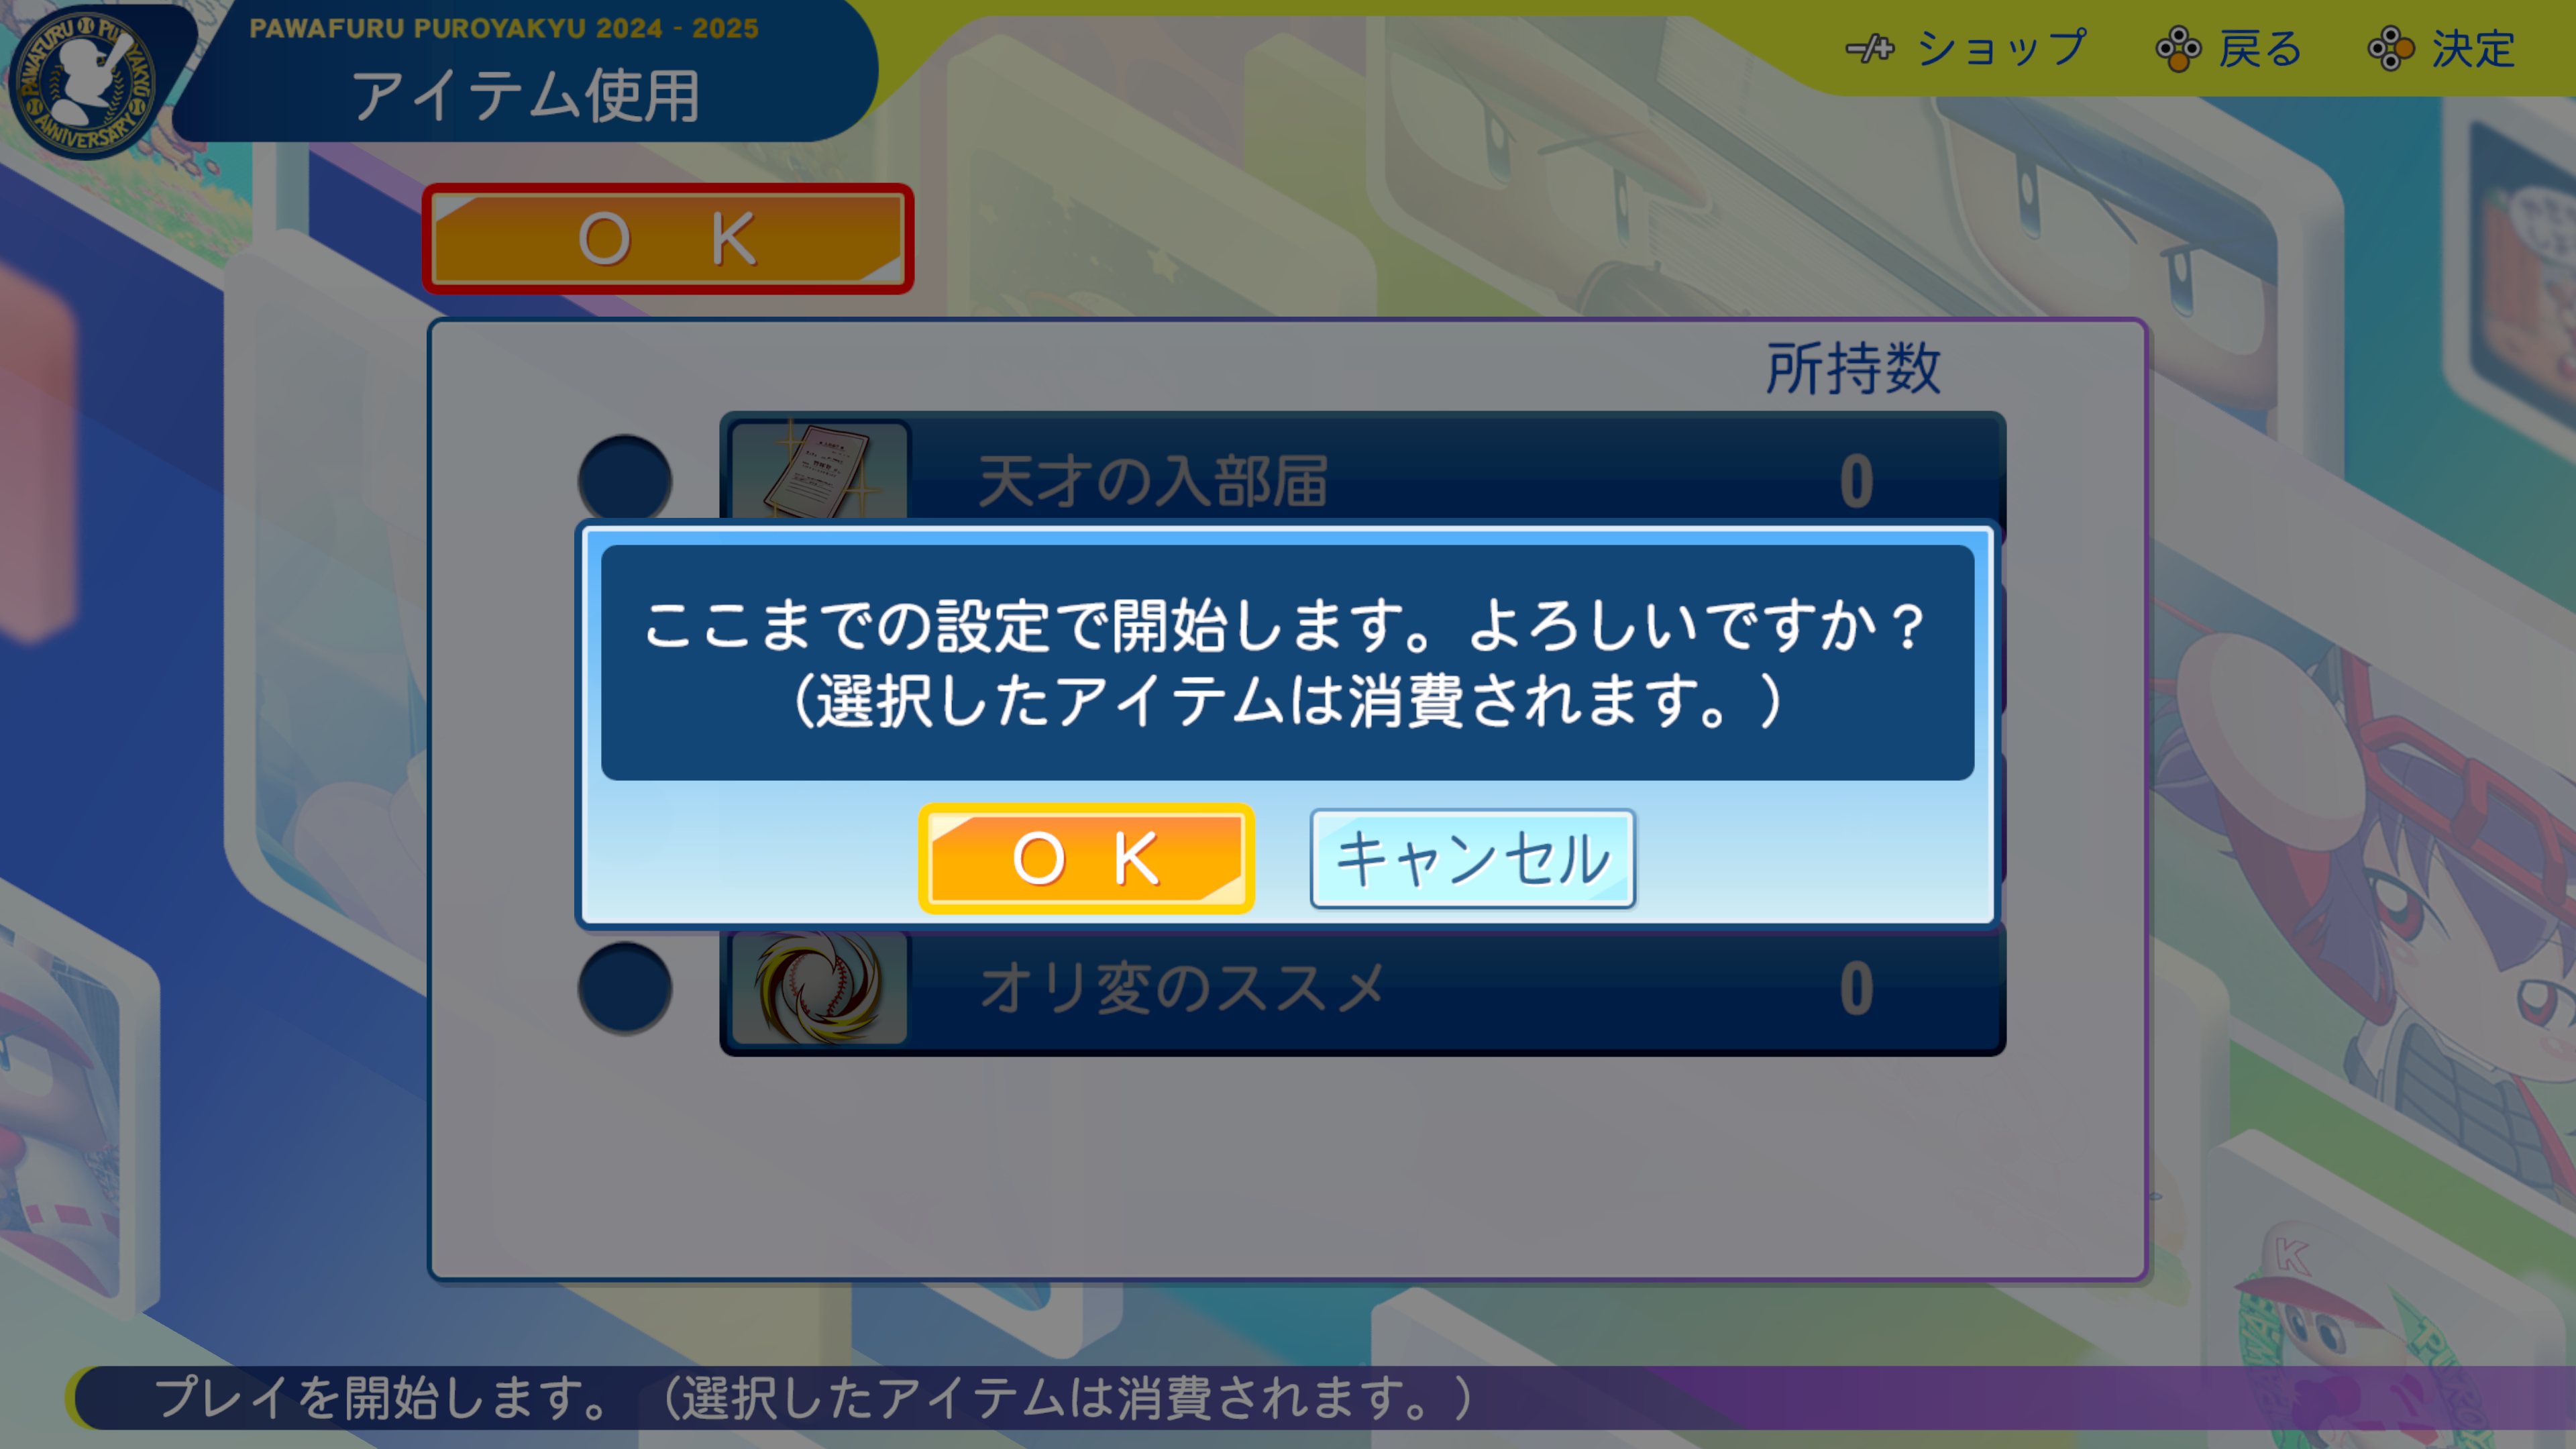 PAWAFURU PUROYAKYU 2024 - 2025
アイテム使用
PAWAFURU PUROYAKYU
ANNIVERSARY
-/+ ショップ
戻る
決定
OK
所持数
天才の入部届 0
ここまでの設定で開始します。よろしいですか？
（選択したアイテムは消費されます。）
OK
キャンセル
オリ変のススメ 0
K
プレイを開始します。（選択したアイテムは消費されます。）